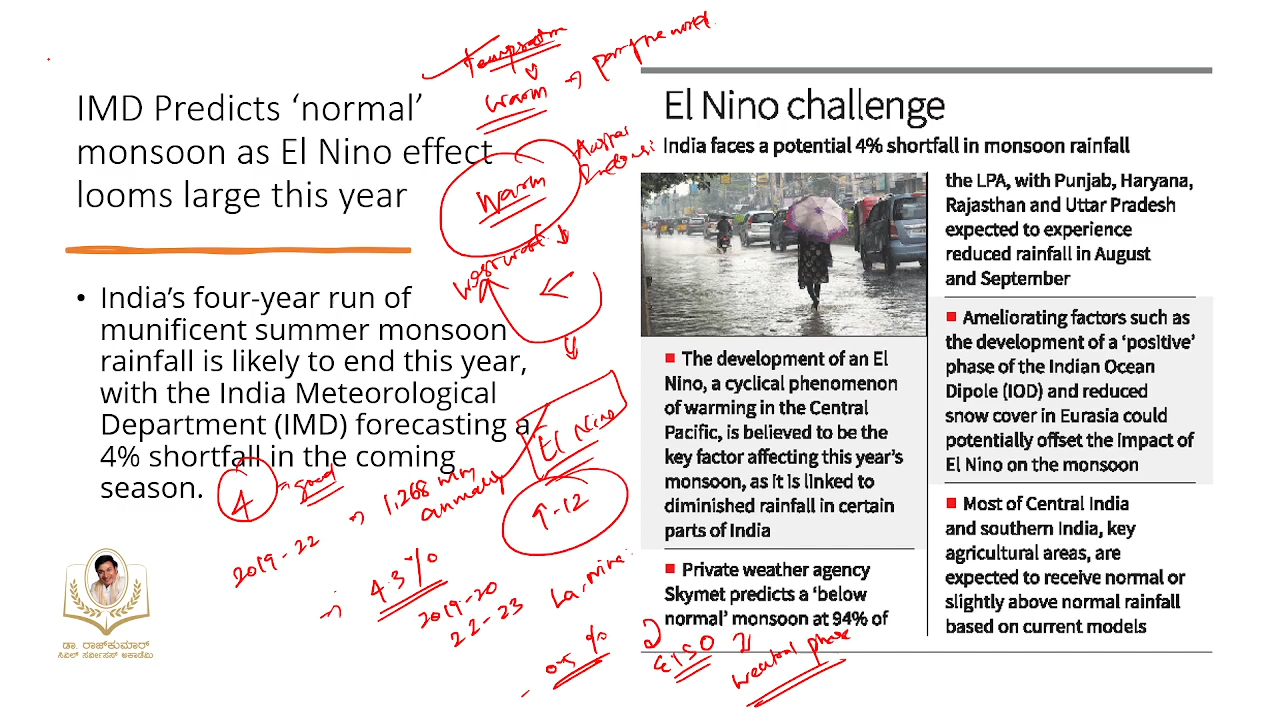 IMD Predicts ‘normal’
monsoon as El Nino effect
looms large this year
• India’s four-year run of
munificent summer monsoon
rainfall is likely to end this year,
with the India Meteorological
Department (IMD) forecasting a
4% shortfall in the coming
season.
ಡಾ. ರಾಜ್‌ಕುಮಾರ್
ಸಿವಿಲ್ ಸರ್ವೀಸಸ್ ಅಕಾಡೆಮಿ
warm
part of the world
warm
El Nino
4
good
2019-22
1,268 mm
annually
9-12
4.3%
2019-20
22-23
La nina
neutral phase
El Nino challenge
India faces a potential 4% shortfall in monsoon rainfall
The development of an El
Nino, a cyclical phenomenon
of warming in the Central
Pacific, is believed to be the
key factor affecting this year’s
monsoon, as it is linked to
diminished rainfall in certain
parts of India
Private weather agency
Skymet predicts a ‘below
normal’ monsoon at 94% of
the LPA, with Punjab, Haryana,
Rajasthan and Uttar Pradesh
expected to experience
reduced rainfall in August
and September
Ameliorating factors such as
the development of a ‘positive’
phase of the Indian Ocean
Dipole (IOD) and reduced
snow cover in Eurasia could
potentially offset the impact of
El Nino on the monsoon
Most of Central India
and southern India, key
agricultural areas, are
expected to receive normal or
slightly above normal rainfall
based on current models